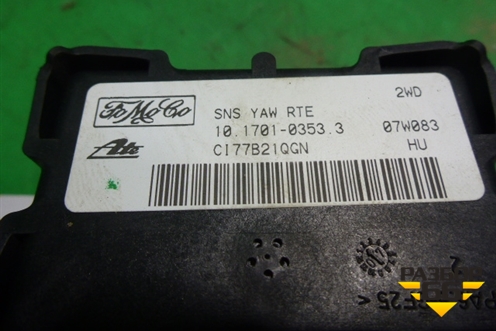 FoMoCo
SNS YAW RTE
2WD
10.1701-0353.3
07W083
Ate
C177B21QGN
HU